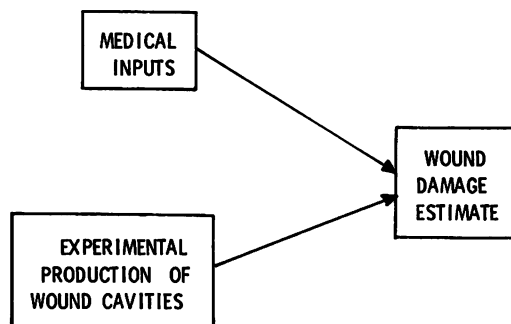 MEDICAL
INPUTS
WOUND
DAMAGE
ESTIMATE
EXPERIMENTAL
PRODUCTION OF
WOUND CAVITIES